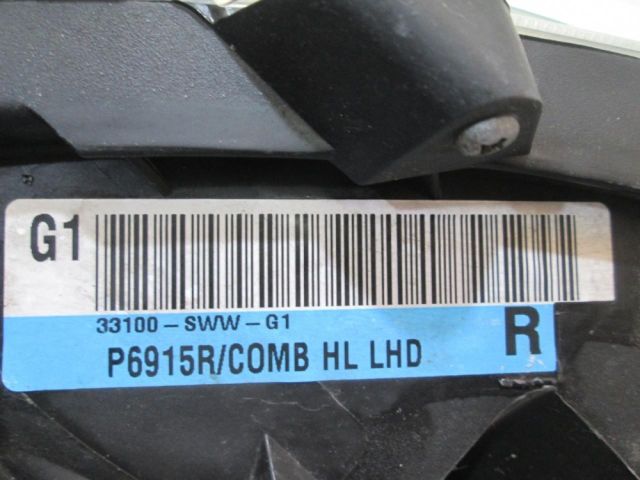 G1
33100-SWW-G1
P6915R/COMB HL LHD
R